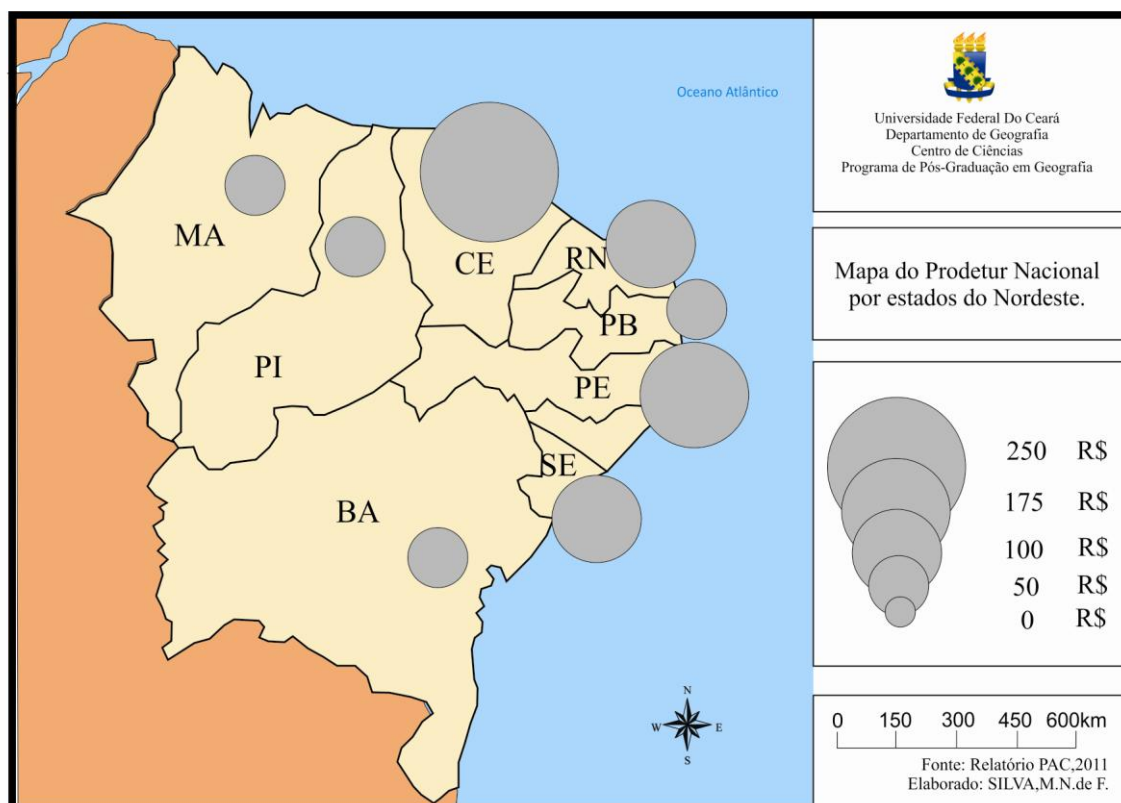 Oceano Atlântico
MA
PI
CE
RN
PB
PE
SE
BA
N
W
E
S
Universidade Federal Do Ceará
Departamento de Geografia
Centro de Ciências
Programa de Pós-Graduação em Geografia
Mapa do Prodetur Nacional
por estados do Nordeste.
250 R$
175 R$
100 R$
50 R$
0 R$
0 150 300 450 600km
Fonte: Relatório PAC,2011
Elaborado: SILVA,M.N.de F.